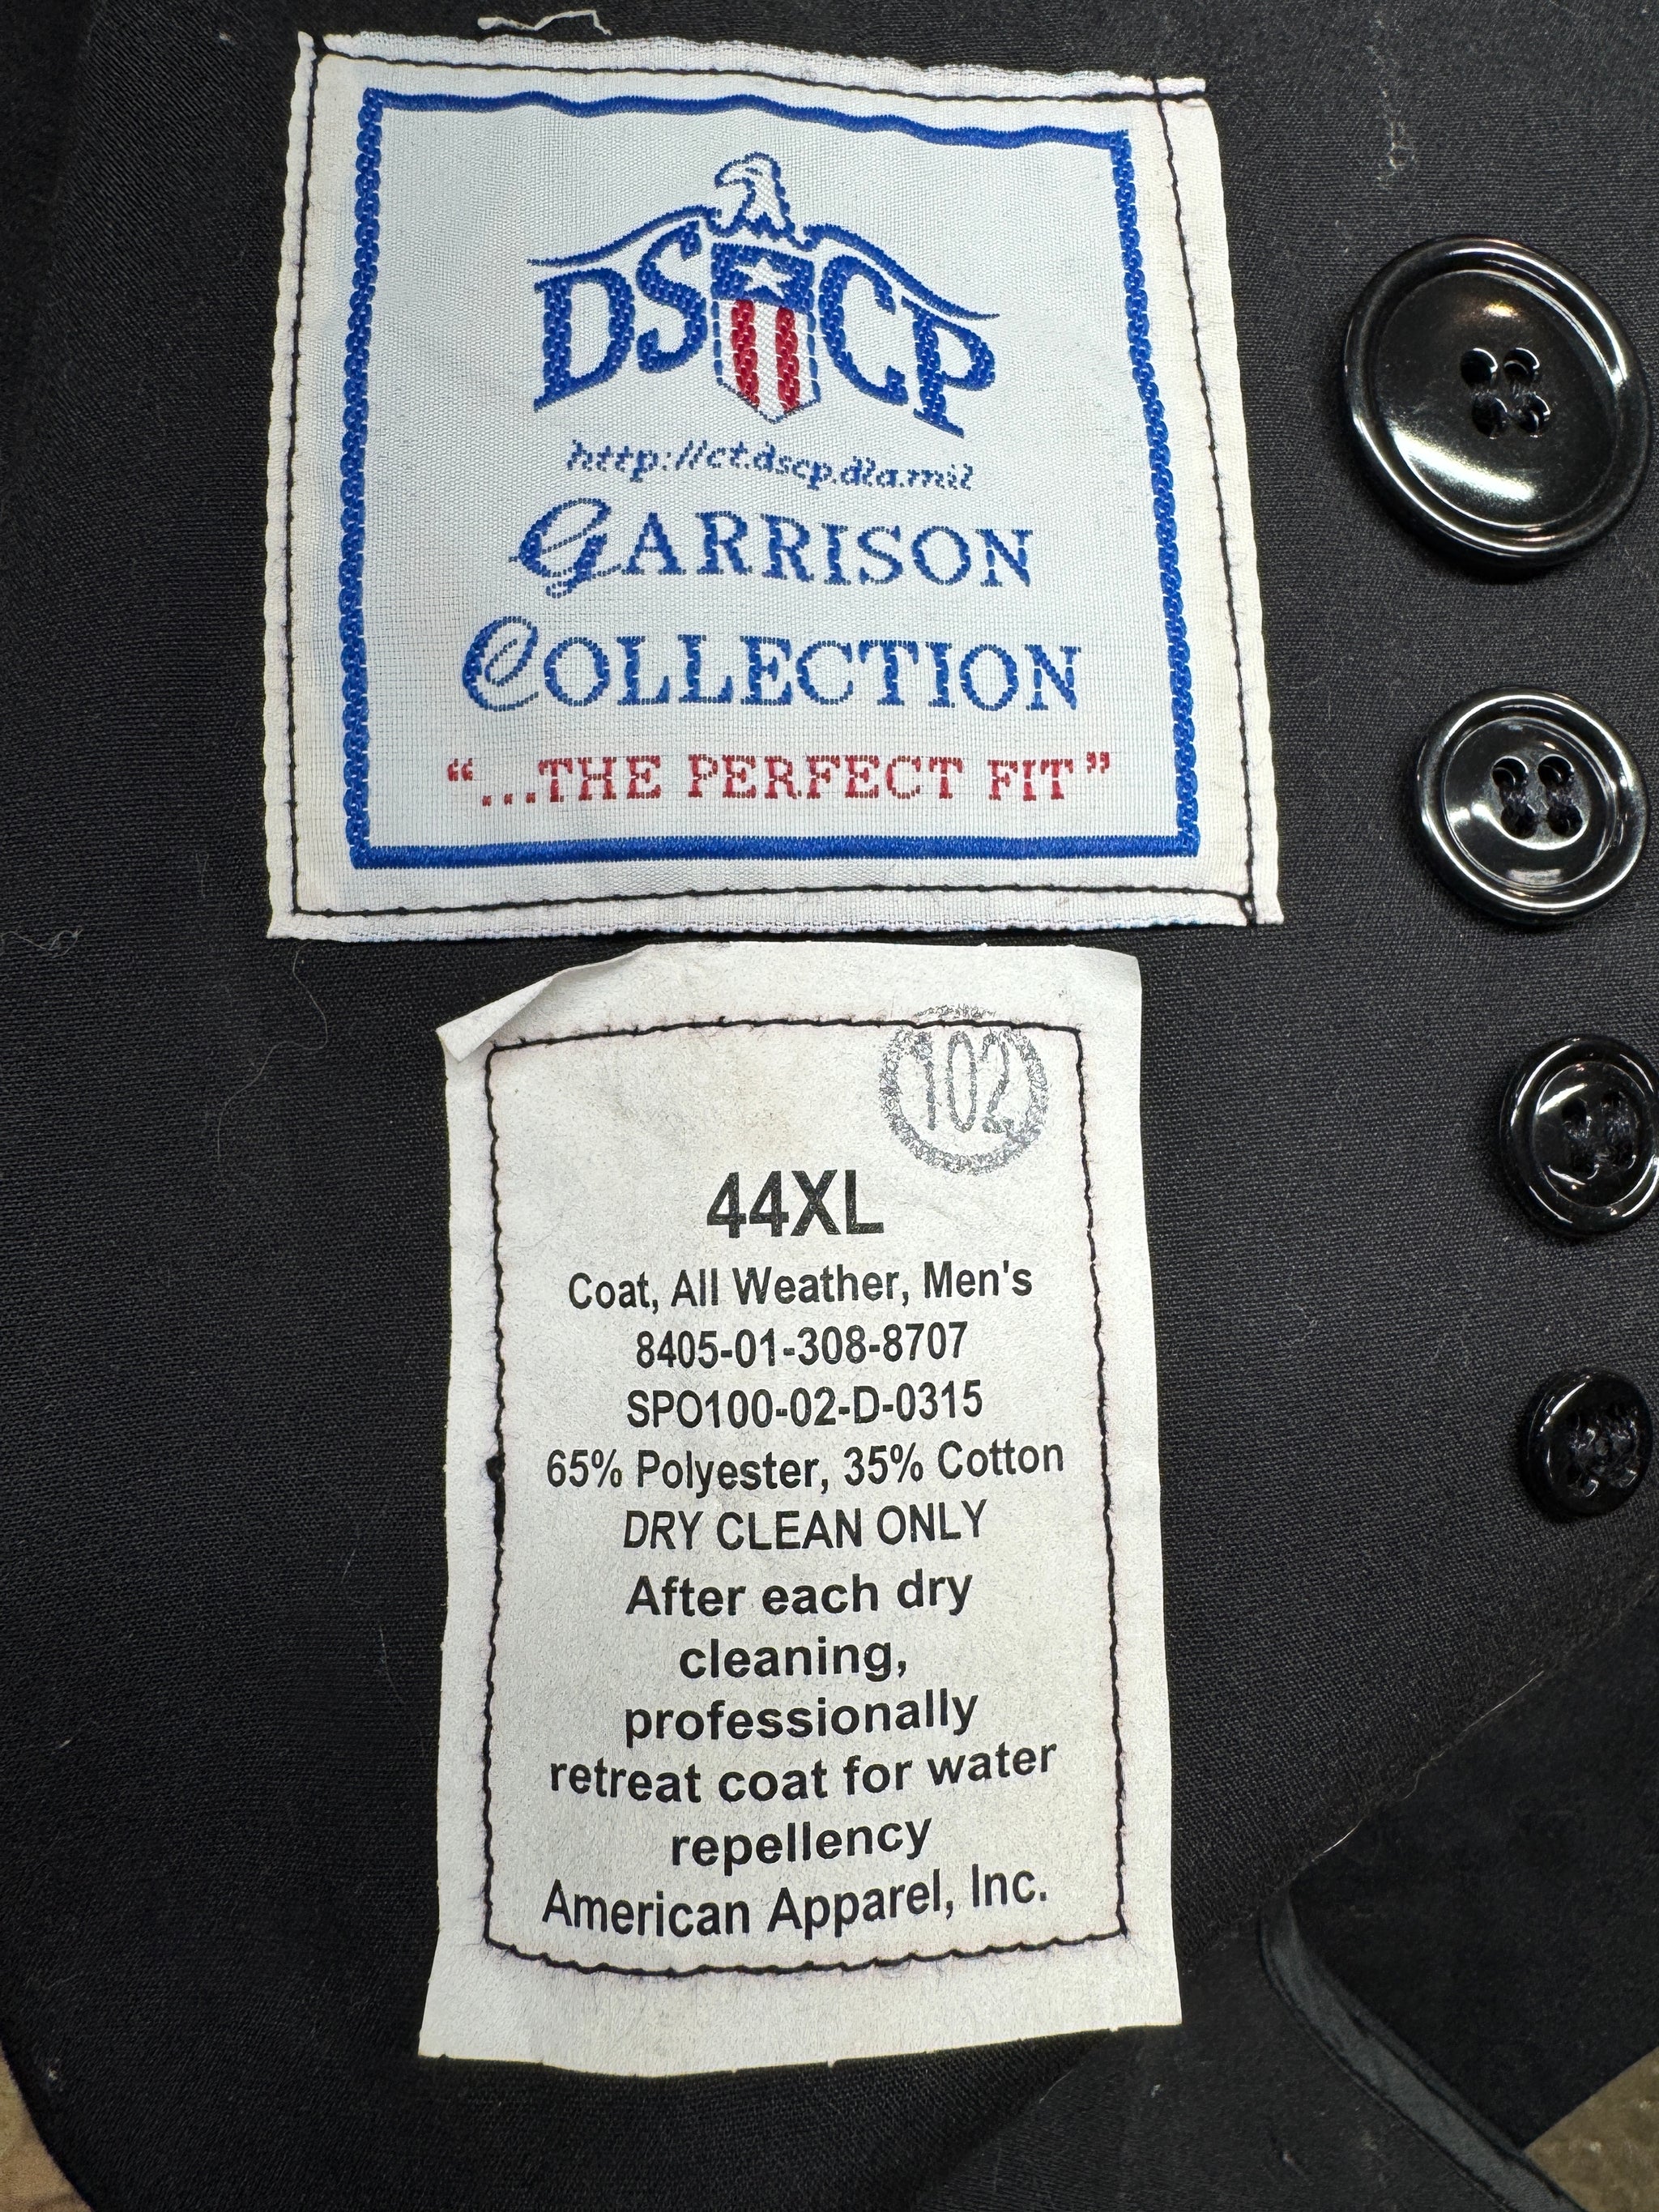 DSCP
http://ct.dscp.dla.mil
GARRISON
COLLECTION
“...THE PERFECT FIT”
102
44XL
Coat, All Weather, Men's
8405-01-308-8707
SPO100-02-D-0315
65% Polyester, 35% Cotton
DRY CLEAN ONLY
After each dry
cleaning,
professionally
retreat coat for water
repellency
American Apparel, Inc.